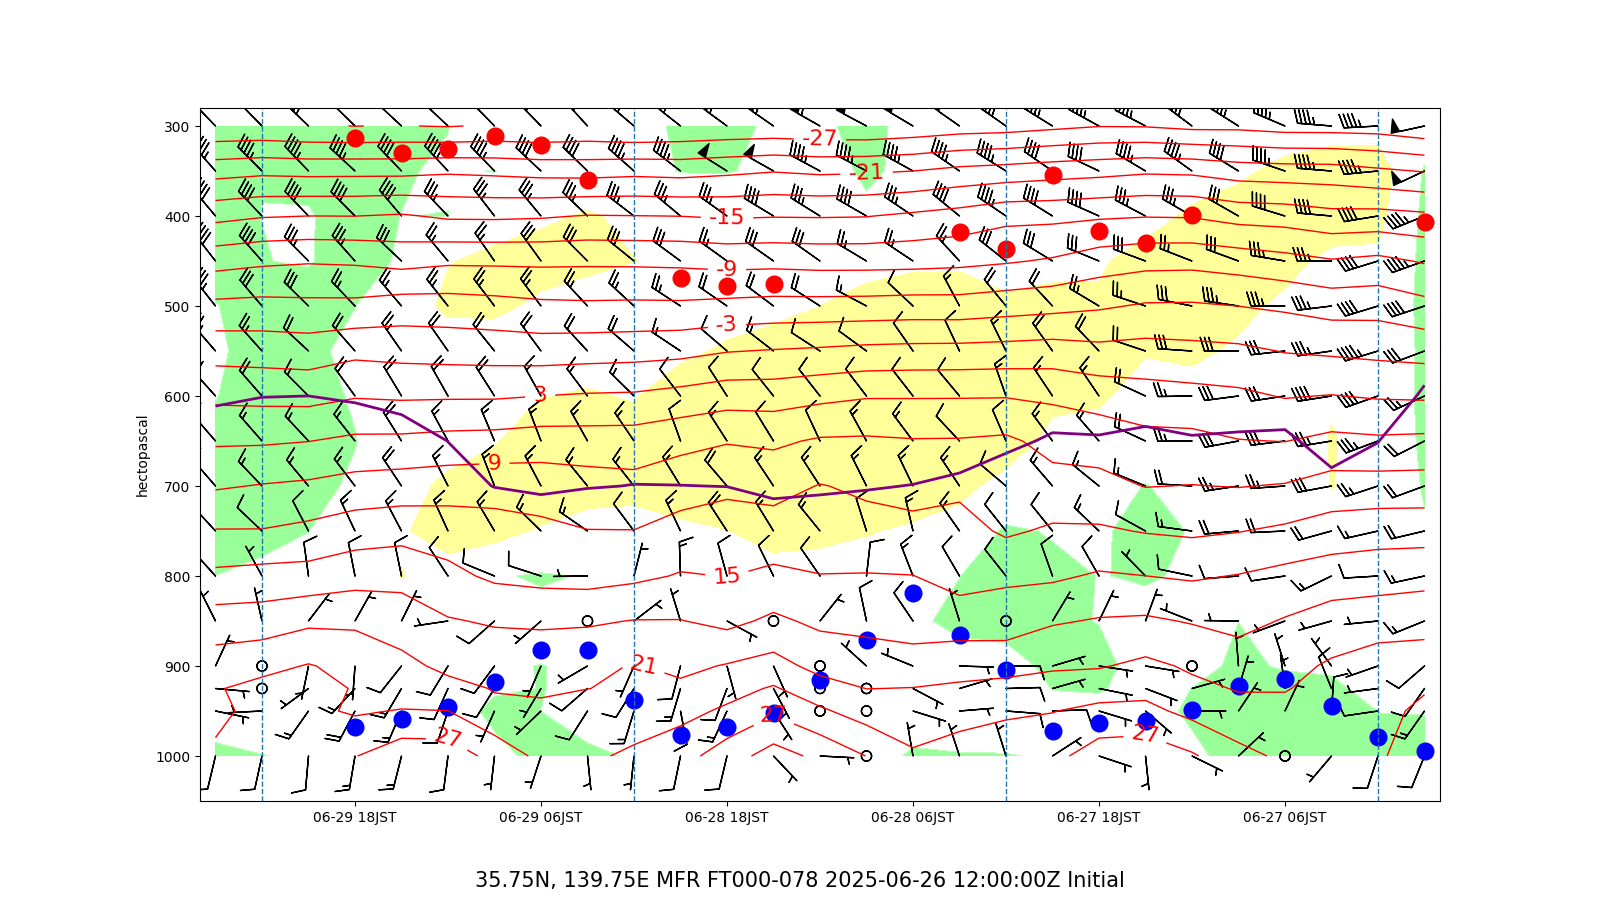 300
400
500
600
700
800
900
1000
hectopascal
-27
-21
-15
-9
-3
3
9
15
21
27
27
27
06-29 18JST
06-29 06JST
06-28 18JST
06-28 06JST
06-27 18JST
06-27 06JST
35.75N, 139.75E MFR FT000-078 2025-06-26 12:00:00Z Initial